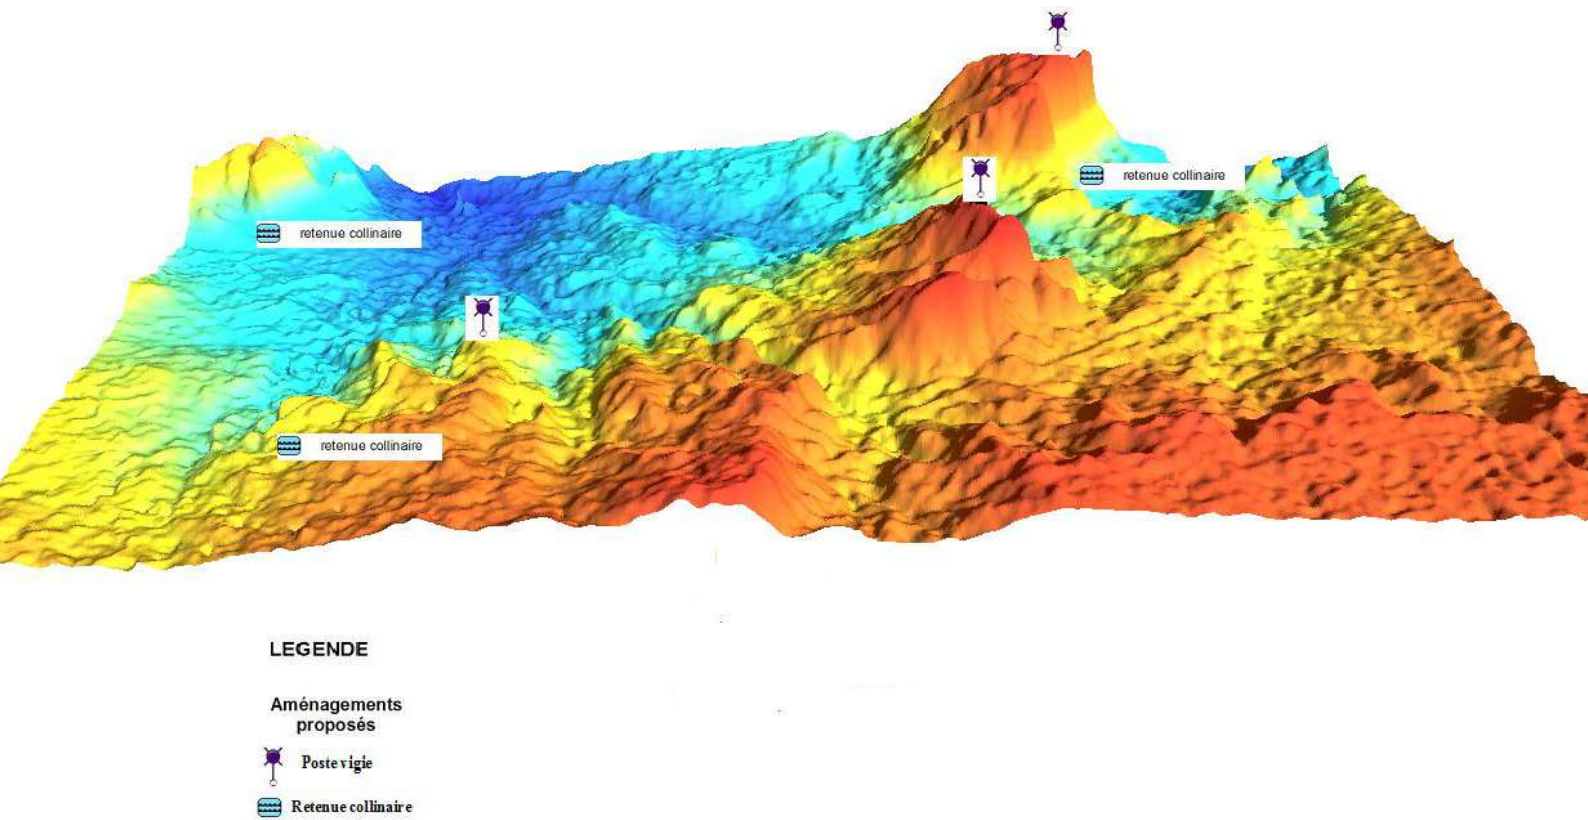 retenue collinaire
retenue collinaire
retenue collinaire
LEGENDE
Aménagements
proposés
Poste vigie
Retenue collinaire